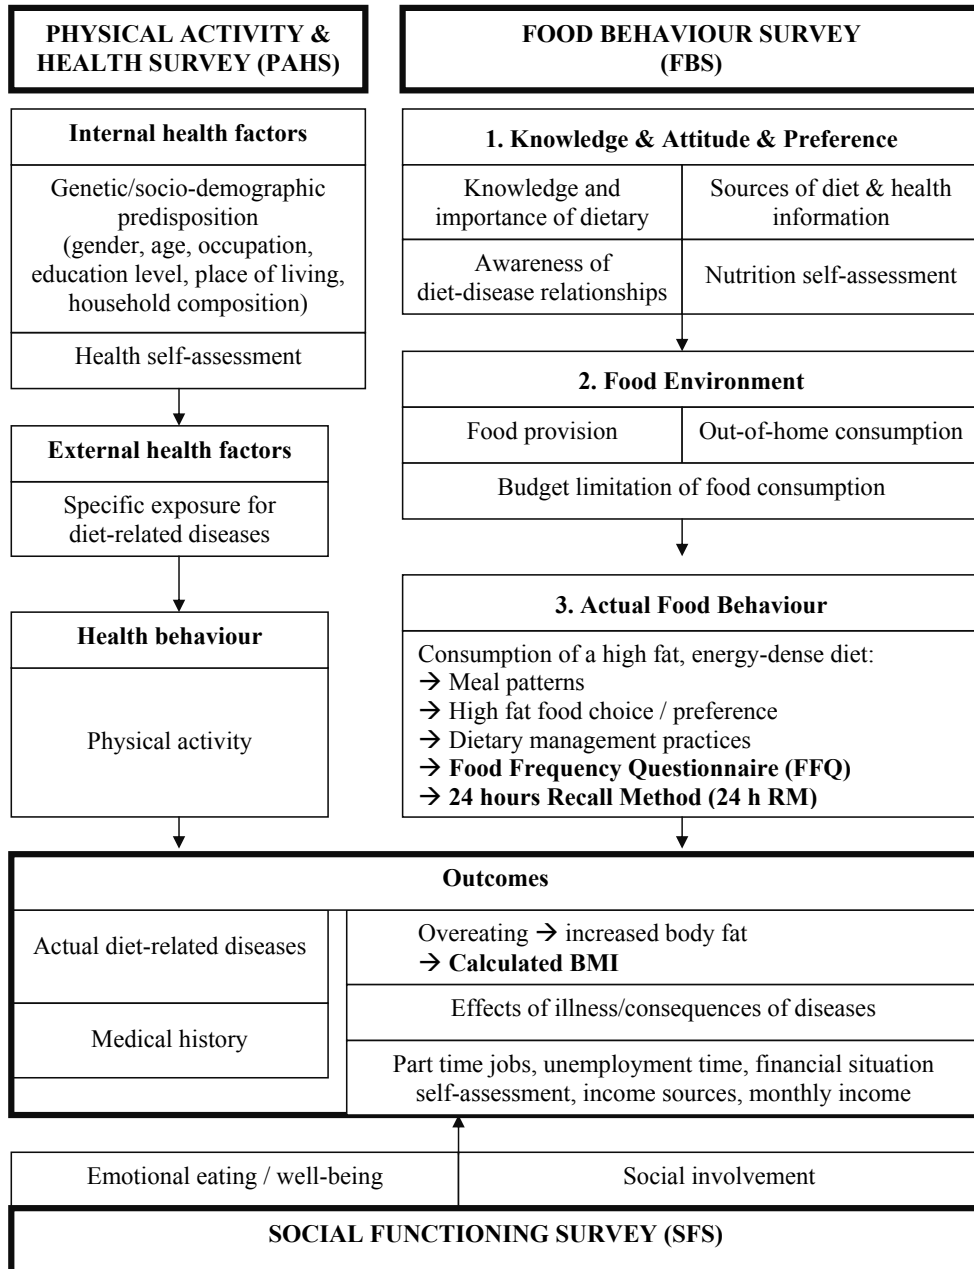 PHYSICAL ACTIVITY &
HEALTH SURVEY (PAHS)
Internal health factors
Genetic/socio-demographic
predisposition
(gender, age, occupation,
education level, place of living,
household composition)
Health self-assessment
External health factors
Specific exposure for
diet-related diseases
Health behaviour
Physical activity
FOOD BEHAVIOUR SURVEY
(FBS)
1. Knowledge & Attitude & Preference
Knowledge and
importance of dietary
Sources of diet & health
information
Awareness of
diet-disease relationships
Nutrition self-assessment
2. Food Environment
Food provision
Out-of-home consumption
Budget limitation of food consumption
3. Actual Food Behaviour
Consumption of a high fat, energy-dense diet:
→ Meal patterns
→ High fat food choice / preference
→ Dietary management practices
→ Food Frequency Questionnaire (FFQ)
→ 24 hours Recall Method (24 h RM)
Outcomes
Actual diet-related diseases
Medical history
Overeating → increased body fat
→ Calculated BMI
Effects of illness/consequences of diseases
Part time jobs, unemployment time, financial situation
self-assessment, income sources, monthly income
Emotional eating / well-being
Social involvement
SOCIAL FUNCTIONING SURVEY (SFS)